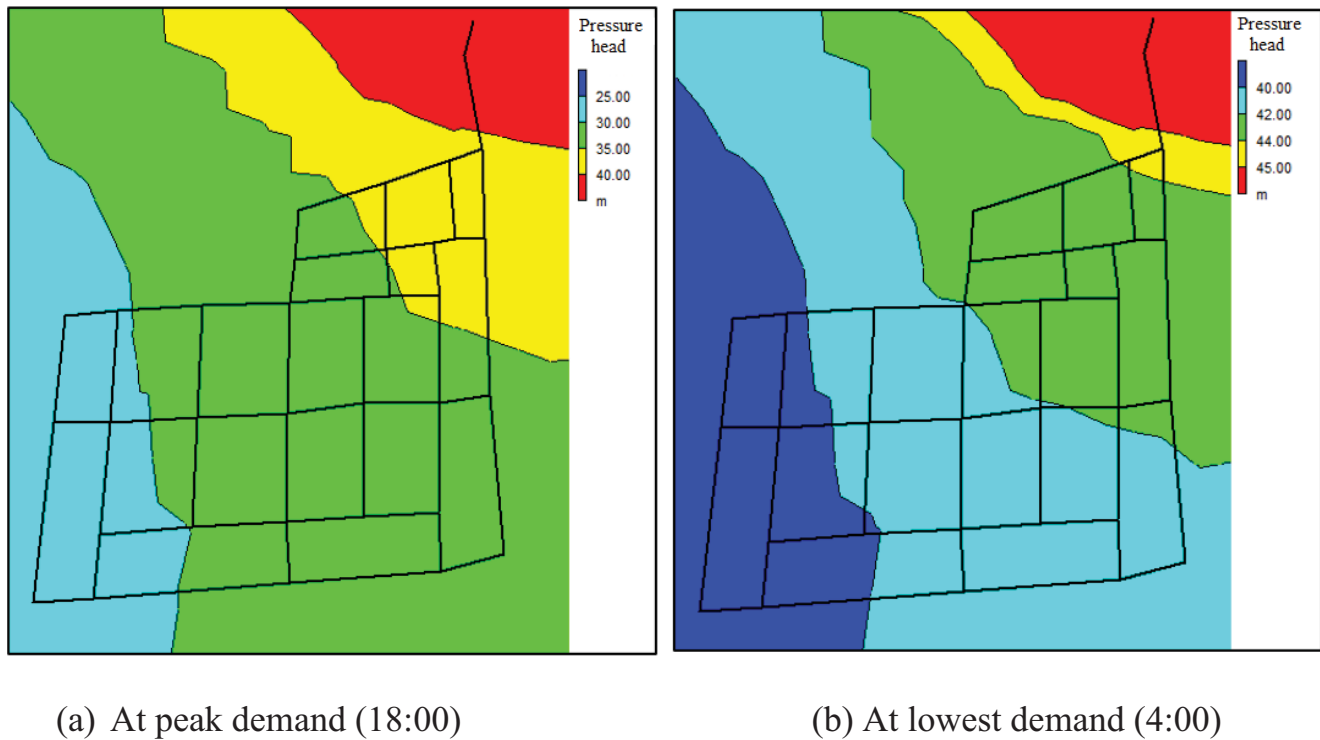 Pressure
head
25.00
30.00
35.00
40.00
m
Pressure
head
40.00
42.00
44.00
45.00
m
(a) At peak demand (18:00)
(b) At lowest demand (4:00)